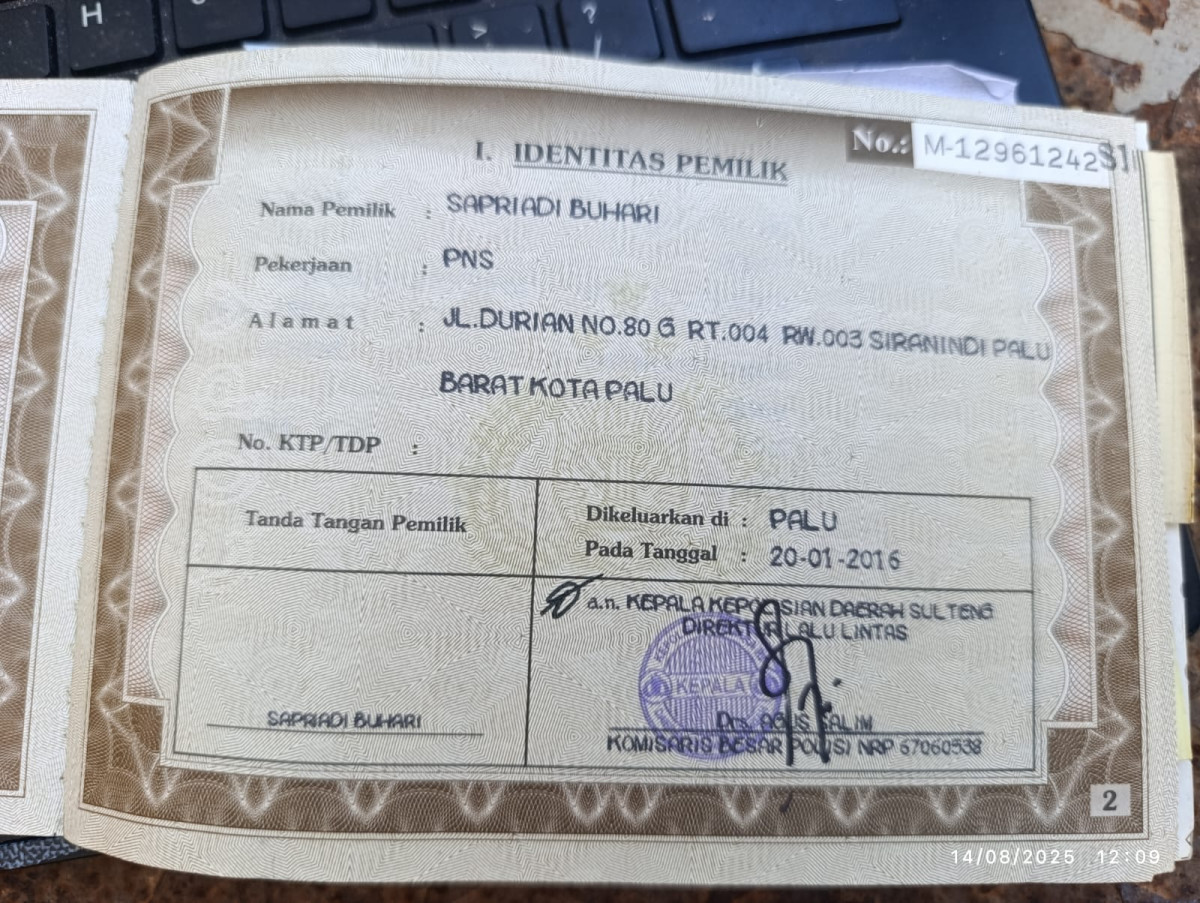 H
?
No.: M-12961242 S1
I. IDENTITAS PEMILIK
Nama Pemilik : SAPRIADI BUHARI
Pekerjaan : PNS
Alamat : JL.DURIAN NO.80 G RT.004 RW.003 SIRANINDI PALU
BARAT KOTA PALU
No. KTP/TDP :
Tanda Tangan Pemilik
Dikeluarkan di : PALU
Pada Tanggal : 20-01-2016
a.n. KEPALA KEPOLISIAN DAERAH SULTENG
DIREKTUR LALU LINTAS
KEPALA
SAPRIADI BUHARI
Drs. AGUS SALIM
KOMISARIS BESAR POLISI NRP 67060538
2
14/08/2025 12:09